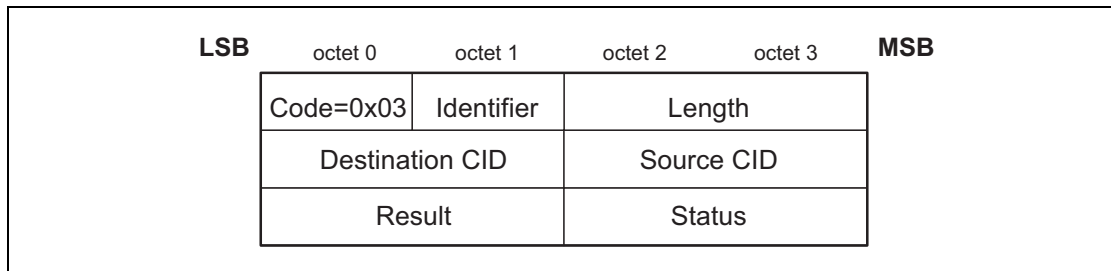 LSB octet 0 octet 1 octet 2 octet 3 MSB
Code=0x03 Identifier Length
Destination CID Source CID
Result Status